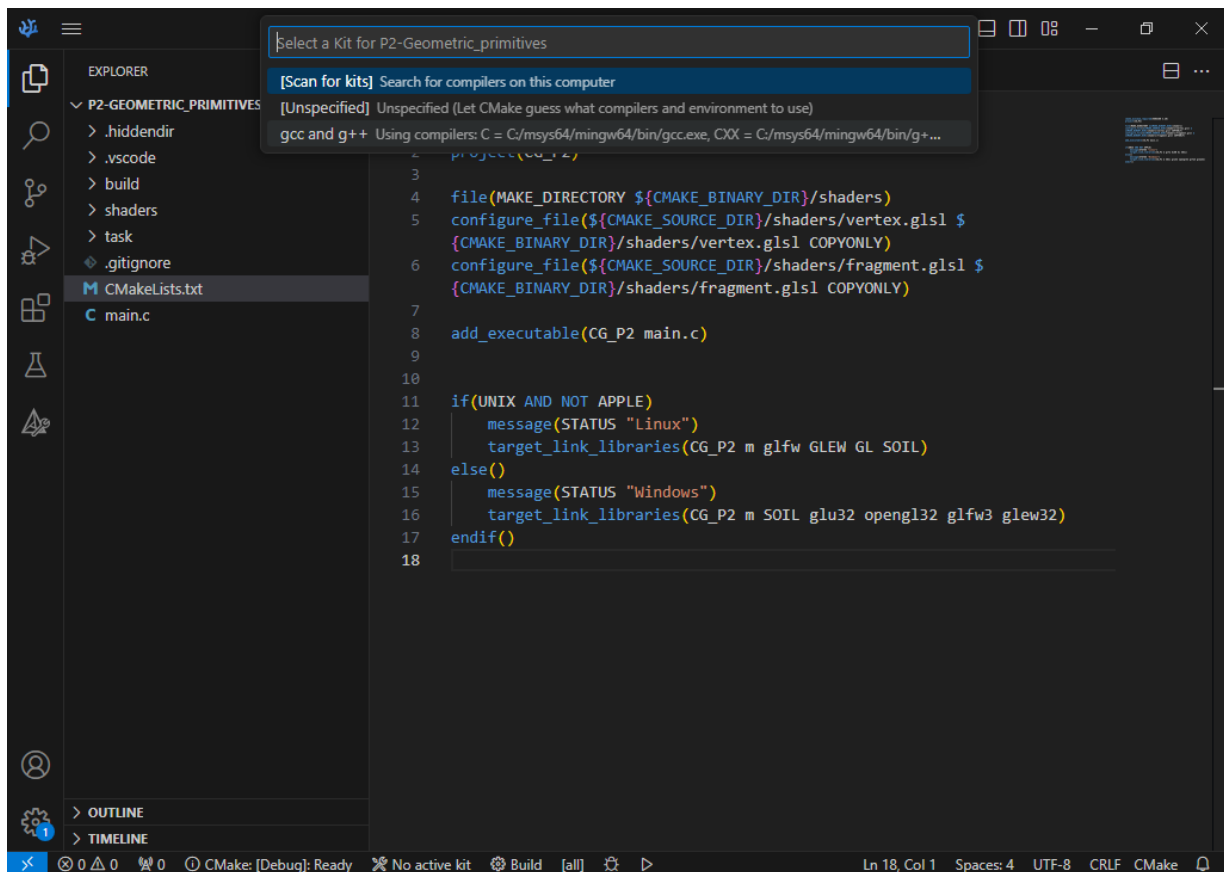 Select a Kit for P2-Geometric_primitives
[Scan for kits] Search for compilers on this computer
[Unspecified] Unspecified (Let CMake guess what compilers and environment to use)
gcc and g++ Using compilers: C = C:/msys64/mingw64/bin/gcc.exe, CXX = C:/msys64/mingw64/bin/g+...
EXPLORER
P2-GEOMETRIC_PRIMITIVES
> .hiddendir
> .vscode
> build
> shaders
> task
.gitignore
M CMakeLists.txt
C main.c
2 project(CG_P2)
3
4 file(MAKE_DIRECTORY ${CMAKE_BINARY_DIR}/shaders)
5 configure_file(${CMAKE_SOURCE_DIR}/shaders/vertex.glsl $
{CMAKE_BINARY_DIR}/shaders/vertex.glsl COPYONLY)
6 configure_file(${CMAKE_SOURCE_DIR}/shaders/fragment.glsl $
{CMAKE_BINARY_DIR}/shaders/fragment.glsl COPYONLY)
7
8 add_executable(CG_P2 main.c)
9
10
11 if(UNIX AND NOT APPLE)
12 message(STATUS "Linux")
13 target_link_libraries(CG_P2 m glfw GLEW GL SOIL)
14 else()
15 message(STATUS "Windows")
16 target_link_libraries(CG_P2 m SOIL glu32 opengl32 glfw3 glew32)
17 endif()
18
> OUTLINE
1
> TIMELINE
0 0 0 CMake: [Debug]: Ready No active kit Build [all] Ln 18, Col 1 Spaces: 4 UTF-8 CRLF CMake